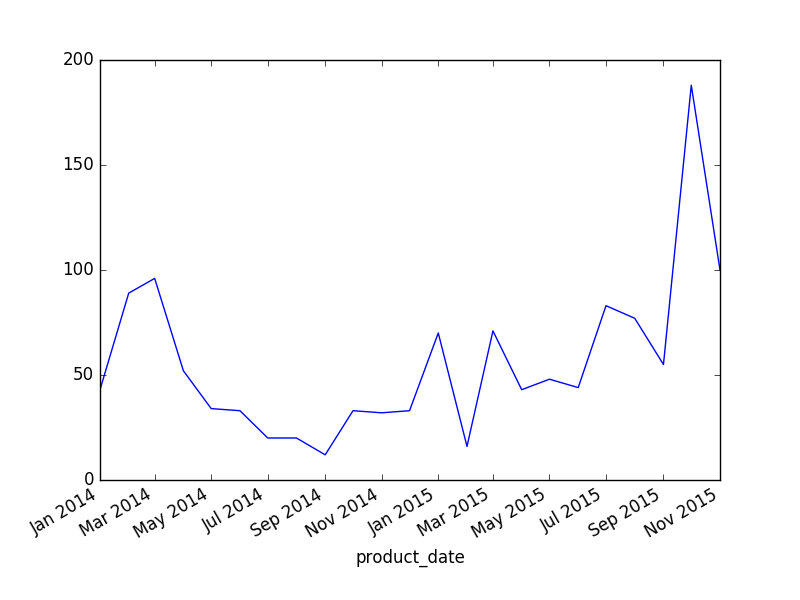 200
150
100
50
0
Jan 2014
Mar 2014
May 2014
Jul 2014
Sep 2014
Nov 2014
Jan 2015
Mar 2015
May 2015
Jul 2015
Sep 2015
Nov 2015
product_date